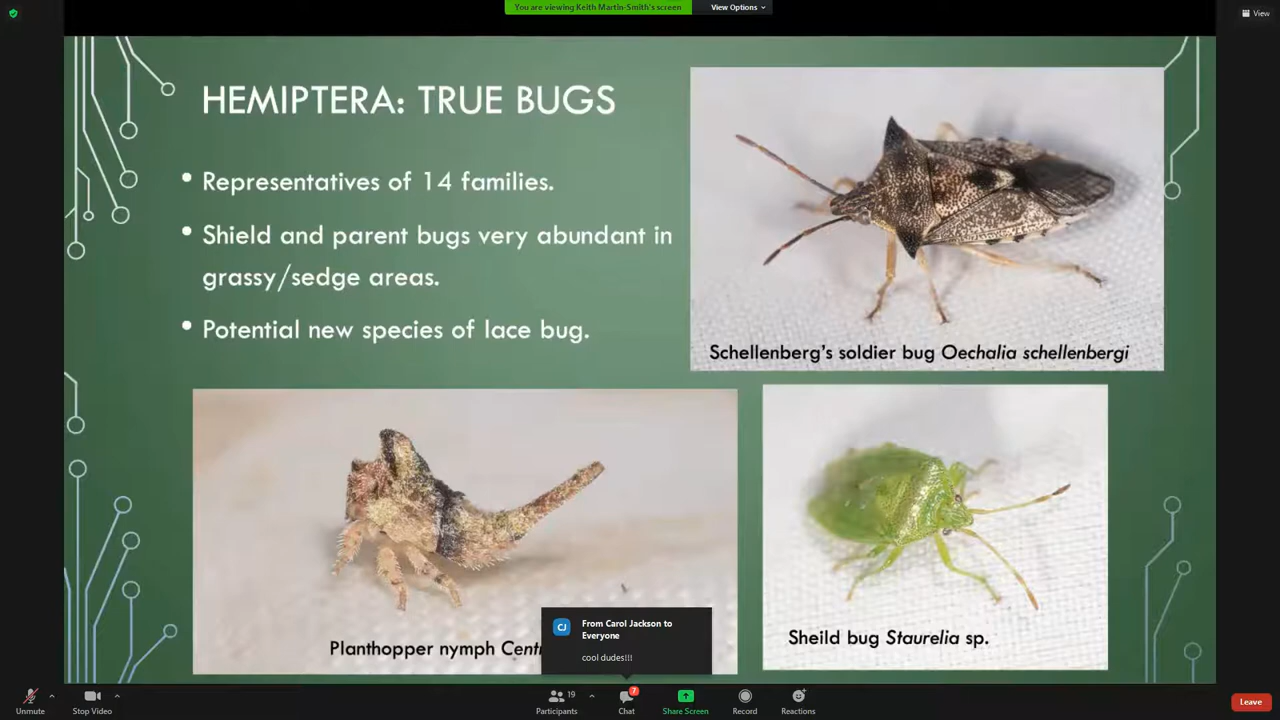 You are viewing Keith Martin-Smith's screen
View Options
View
HEMIPTERA: TRUE BUGS
• Representatives of 14 families.
• Shield and parent bugs very abundant in
grassy/sedge areas.
• Potential new species of lace bug.
Schellenberg's soldier bug Oechalia schellenbergi
Planthopper nymph
Sheild bug Staurelia sp.
CJ
From Carol Jackson to
Everyone
cool dudes!!!
Unmute
Stop Video
19
Participants
7
Chat
Share Screen
Record
Reactions
Leave